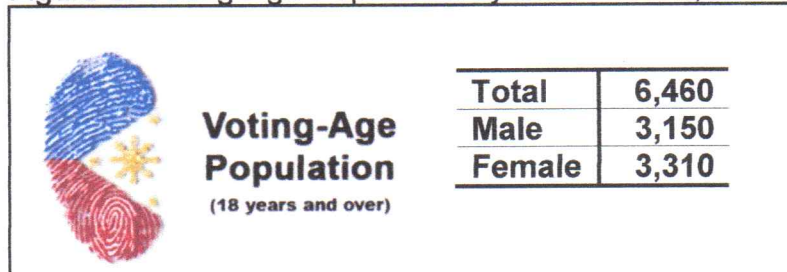 Voting-Age
Population
(18 years and over)
Total 6,460
Male 3,150
Female 3,310